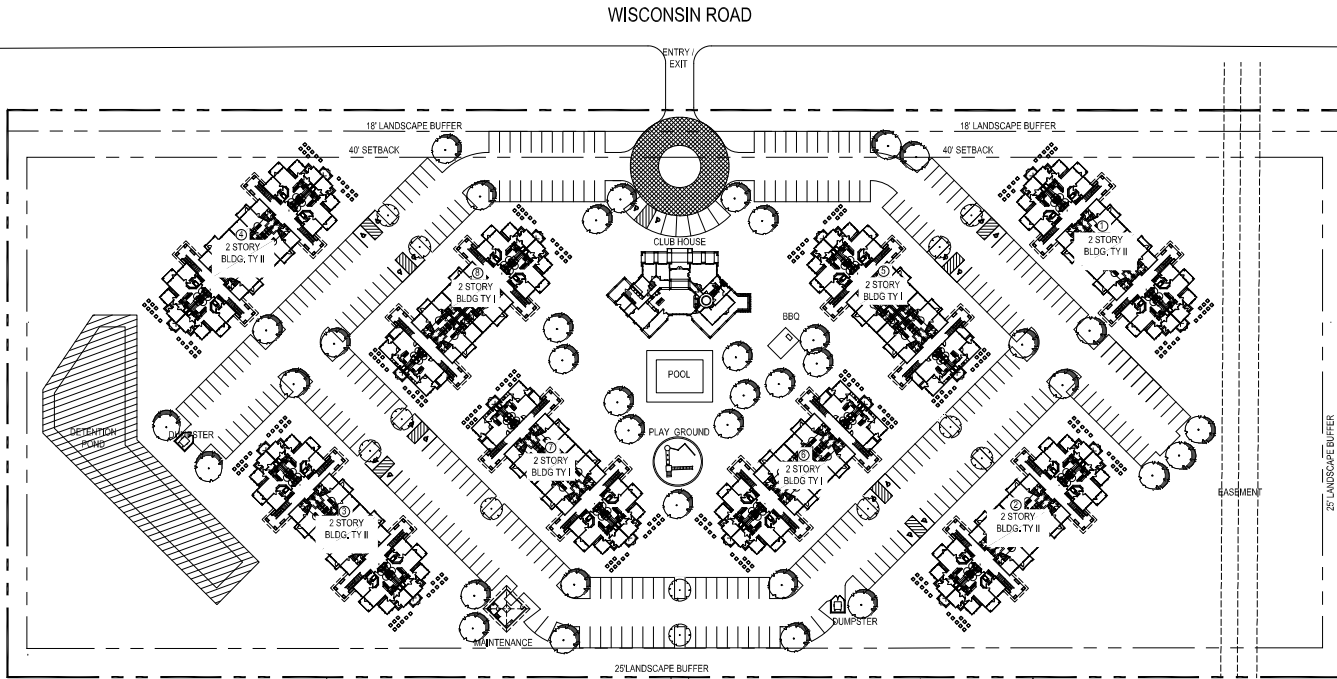 WISCONSIN ROAD
ENTRY /
EXIT
18' LANDSCAPE BUFFER
18' LANDSCAPE BUFFER
40' SETBACK
40' SETBACK
4
2 STORY
BLDG. TY II
8
2 STORY
BLDG TY I
CLUB HOUSE
5
2 STORY
BLDG TY I
1
2 STORY
BLDG. TY II
BBQ
POOL
DETENTION
POND
DUMPSTER
PLAY GROUND
7
2 STORY
BLDG TY I
6
2 STORY
BLDG TY I
3
2 STORY
BLDG. TY II
2
2 STORY
BLDG. TY II
EASEMENT
25' LANDSCAPE BUFFER
MAINTENANCE
DUMPSTER
25'LANDSCAPE BUFFER